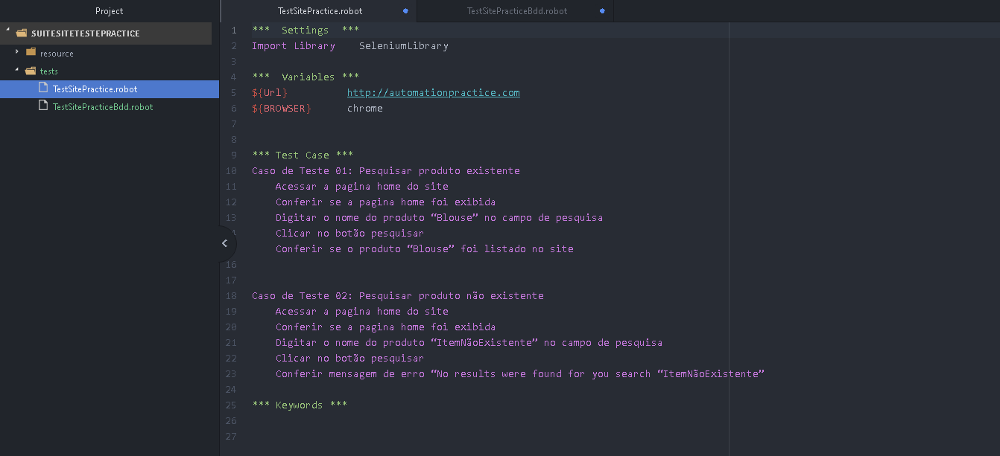 Project
SUITESITETESTEPRACTICE
resource
tests
TestSitePractice.robot
TestSitePracticeBdd.robot
TestSitePractice.robot
TestSitePracticeBdd.robot
1 *** Settings ***
2 Import Library SeleniumLibrary
3
4 *** Variables ***
5 ${Url} http://automationpractice.com
6 ${BROWSER} chrome
7
8
9 *** Test Case ***
10 Caso de Teste 01: Pesquisar produto existente
11 Acessar a pagina home do site
12 Conferir se a pagina home foi exibida
13 Digitar o nome do produto “Blouse” no campo de pesquisa
4 Clicar no botão pesquisar
Conferir se o produto “Blouse” foi listado no site
16
17
18 Caso de Teste 02: Pesquisar produto não existente
19 Acessar a pagina home do site
20 Conferir se a pagina home foi exibida
21 Digitar o nome do produto “ItemNãoExistente” no campo de pesquisa
22 Clicar no botão pesquisar
23 Conferir mensagem de erro “No results were found for you search “ItemNãoExistente”
24
25 *** Keywords ***
26
27